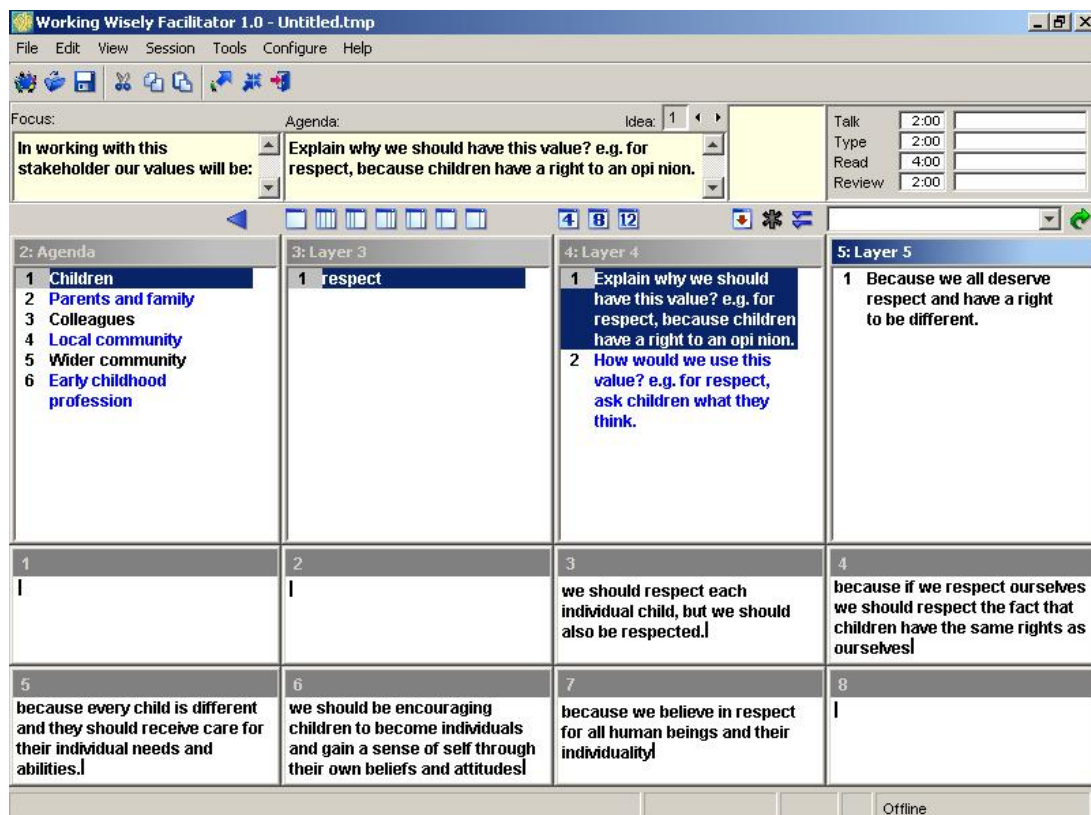 Working Wisely Facilitator 1.0 - Untitled.tmp
File Edit View Session Tools Configure Help
Focus:
In working with this
stakeholder our values will be:
Agenda:
Idea: 1
Explain why we should have this value? e.g. for
respect, because children have a right to an opi nion.
Talk 2:00
Type 2:00
Read 4:00
Review 2:00
4 8 12
2: Agenda
1 Children
2 Parents and family
3 Colleagues
4 Local community
5 Wider community
6 Early childhood
profession
3: Layer 3
1 respect
4: Layer 4
1 Explain why we should
have this value? e.g. for
respect, because children
have a right to an opi nion.
2 How would we use this
value? e.g. for respect,
ask children what they
think.
5: Layer 5
1 Because we all deserve
respect and have a right
to be different.
1
2
3
we should respect each
individual child, but we should
also be respected.
4
because if we respect ourselves
we should respect the fact that
children have the same rights as
ourselves
5
because every child is different
and they should receive care for
their individual needs and
abilities.
6
we should be encouraging
children to become individuals
and gain a sense of self through
their own beliefs and attitudes
7
because we believe in respect
for all human beings and their
individuality
8
Offline